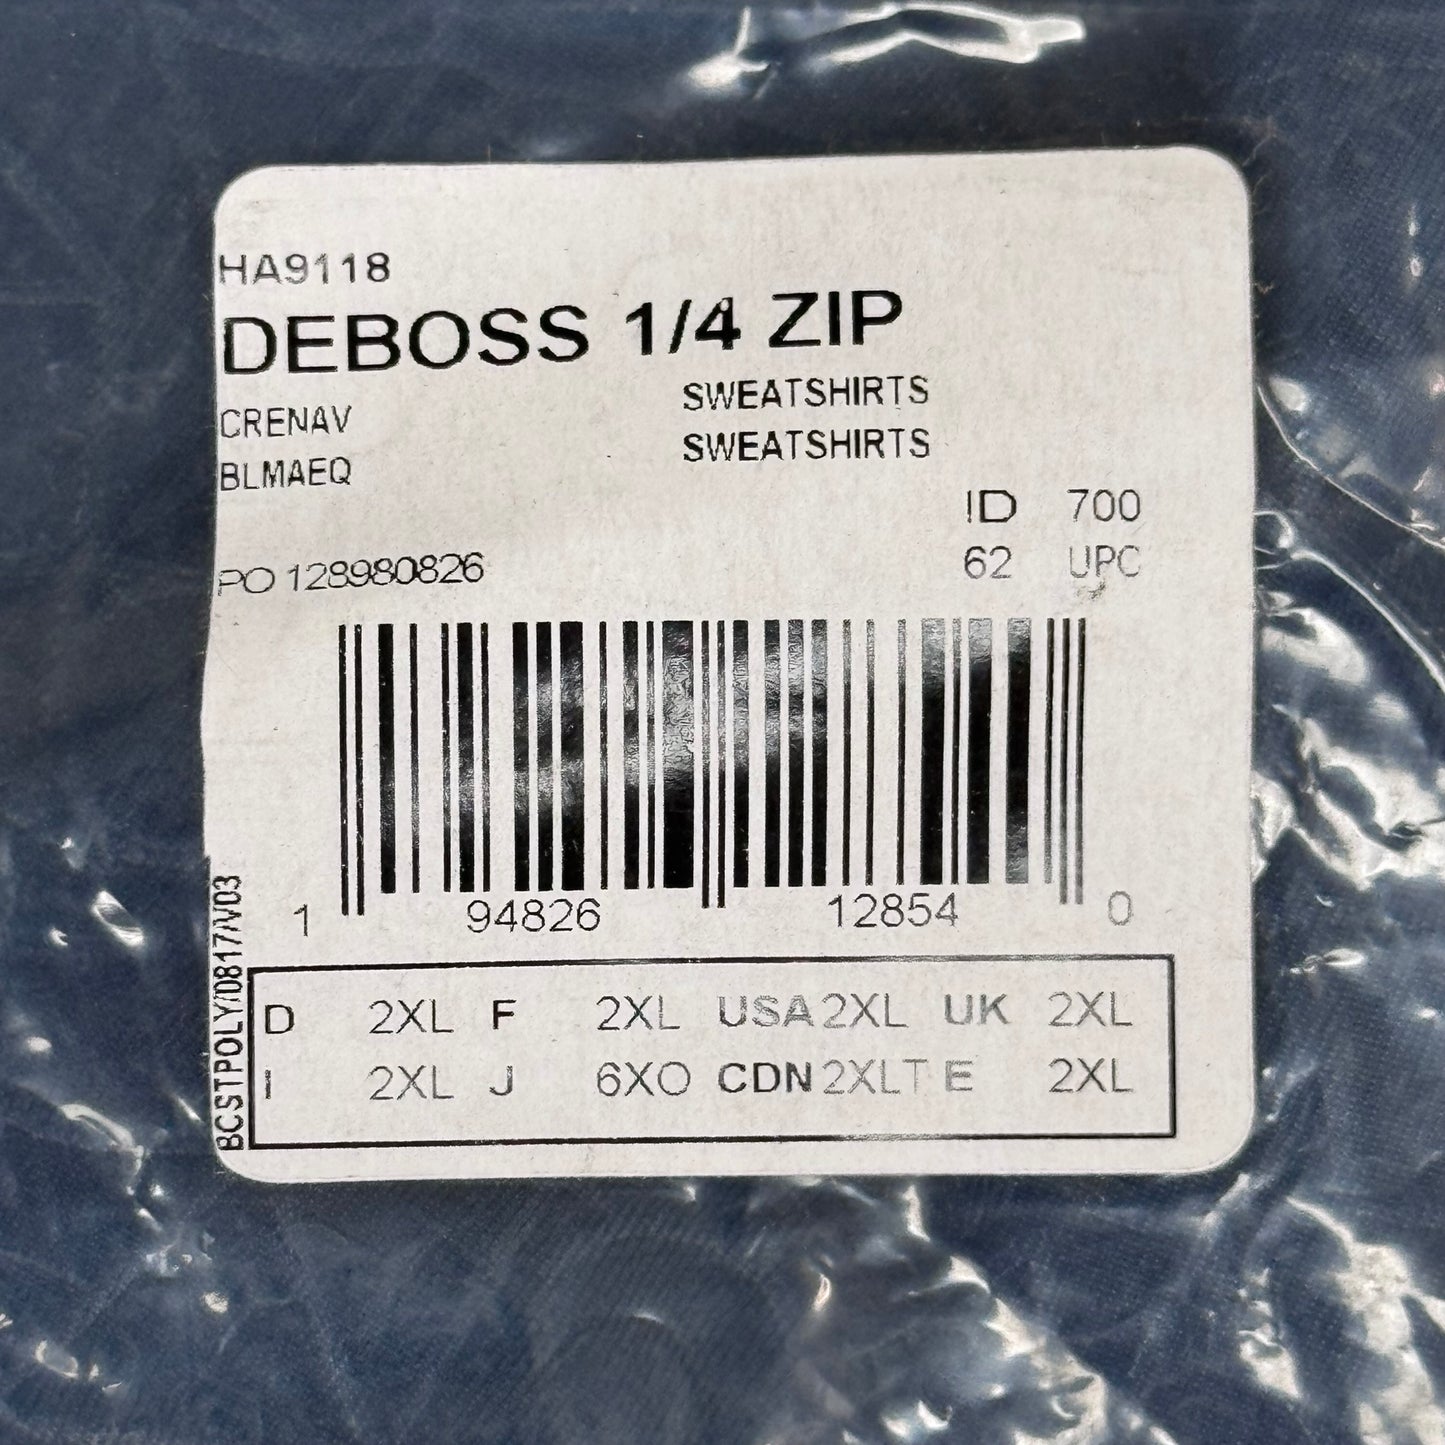 HA9118
DEBOSS 1/4 ZIP
CRENAV SWEATSHIRTS
BLMAEQ SWEATSHIRTS
ID 700
PO 128980826 62 UPC
1 94826 12854 0
BCSTPOLY/0817/V03
D 2XL F 2XL USA 2XL UK 2XL
I 2XL J 6XO CDN 2XLT E 2XL